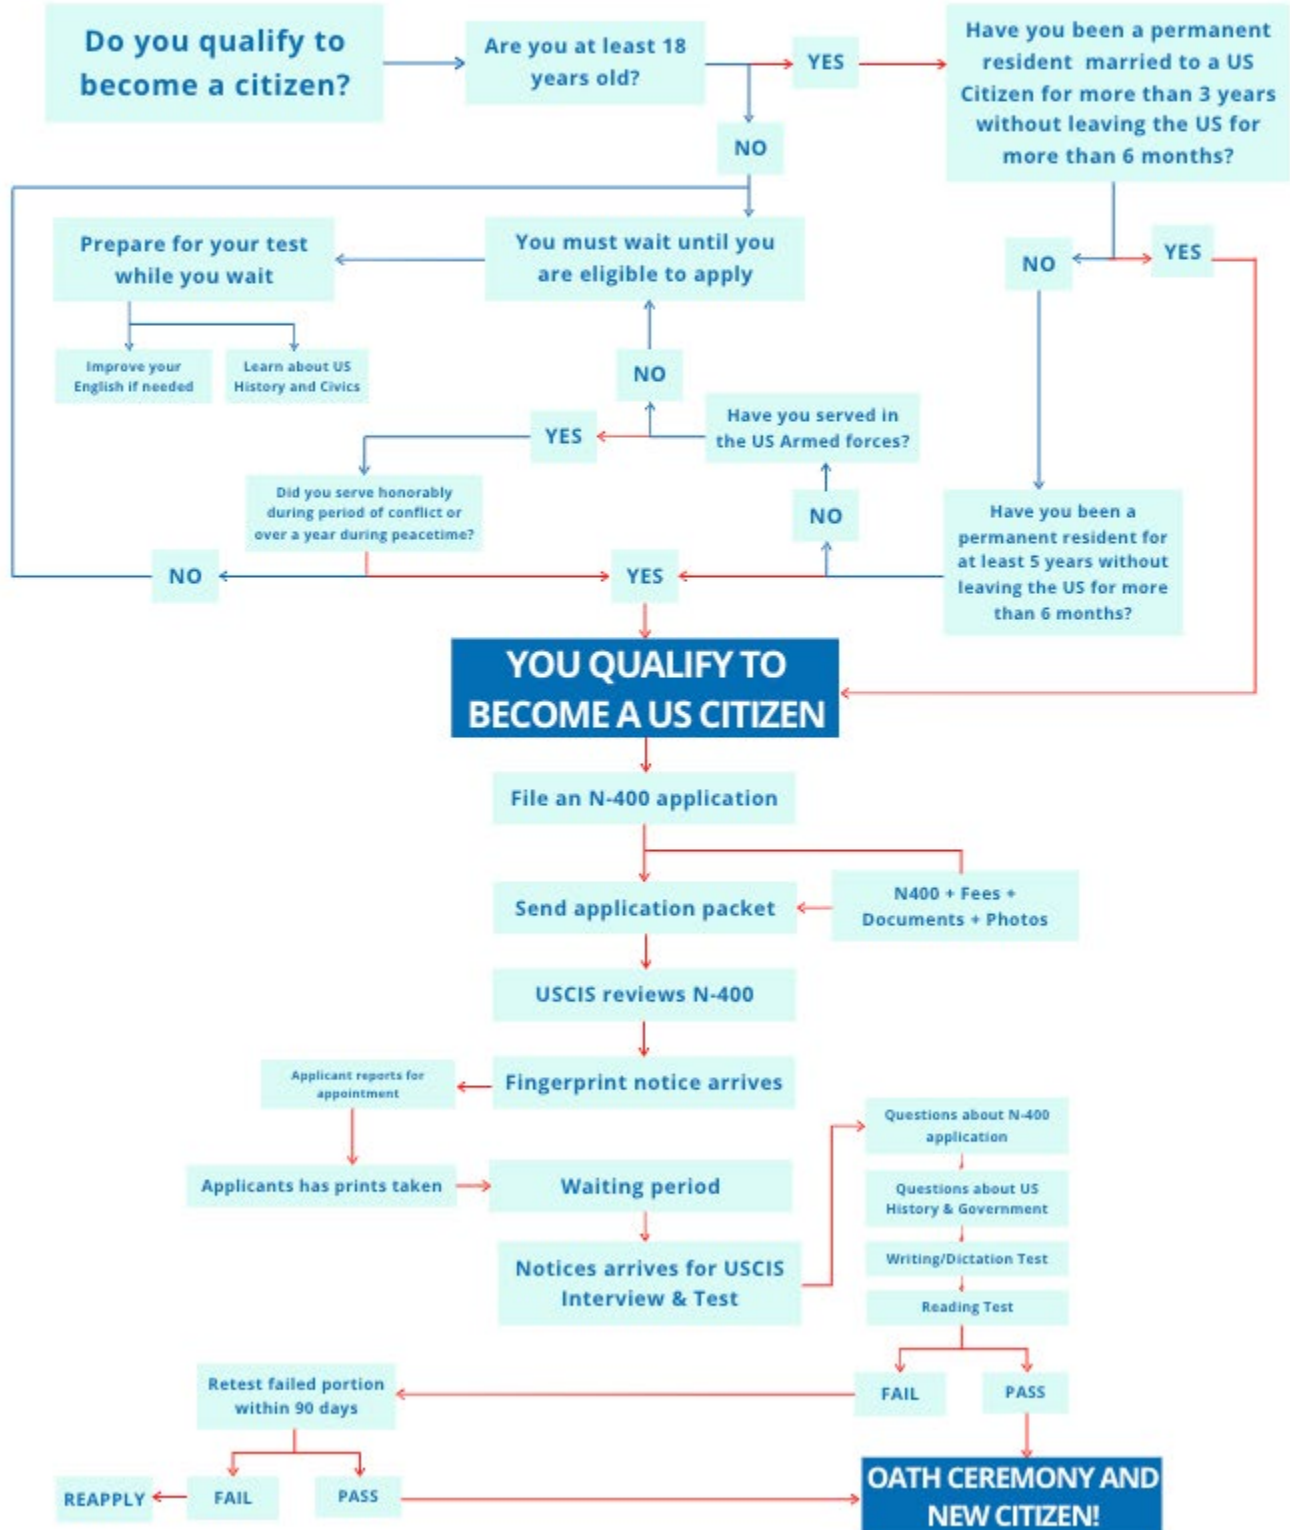 Do you qualify to
become a citizen?
Are you at least 18
years old?
YES
Have you been a permanent
resident married to a US
Citizen for more than 3 years
without leaving the US for
more than 6 months?
NO
Prepare for your test
while you wait
You must wait until you
are eligible to apply
NO
YES
Improve your
English if needed
Learn about US
History and Civics
NO
YES
Have you served in
the US Armed forces?
Did you serve honorably
during period of conflict or
over a year during peacetime?
NO
Have you been a
permanent resident for
at least 5 years without
leaving the US for more
than 6 months?
NO
YES
YOU QUALIFY TO
BECOME A US CITIZEN
File an N-400 application
N400 + Fees +
Documents + Photos
Send application packet
USCIS reviews N-400
Fingerprint notice arrives
Applicant reports for
appointment
Applicants has prints taken
Waiting period
Notices arrives for USCIS
Interview & Test
Questions about N-400
application
Questions about US
History & Government
Writing/Dictation Test
Reading Test
FAIL
PASS
Retest failed portion
within 90 days
REAPPLY
FAIL
PASS
OATH CEREMONY AND
NEW CITIZEN!